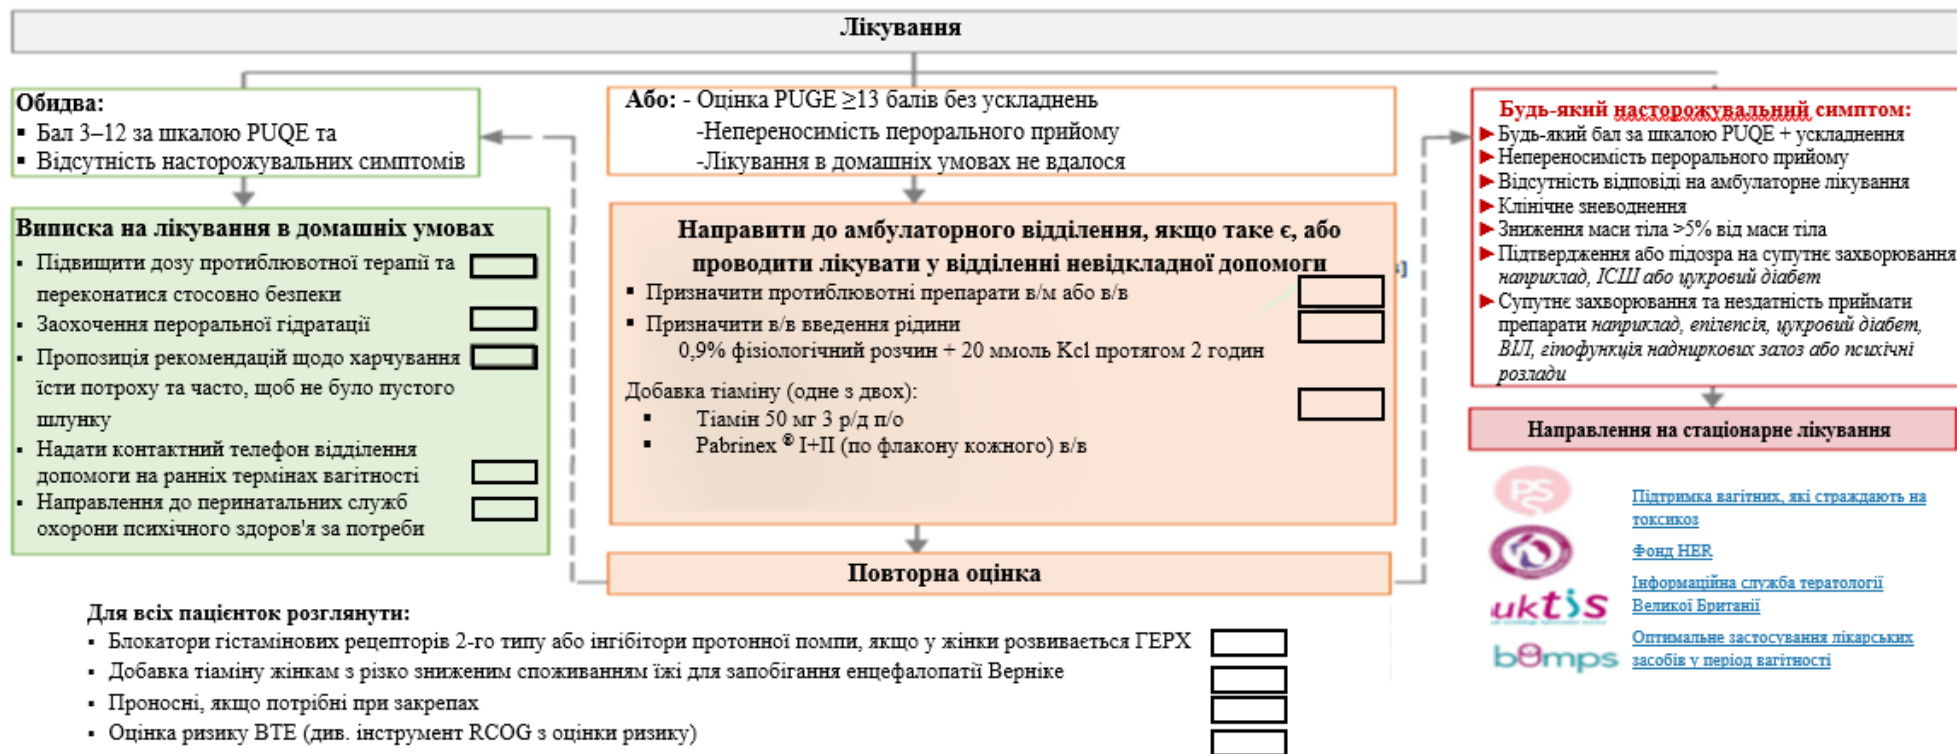 Лікування
Обидва:
▪ Бал 3–12 за шкалою PUQE та
▪ Відсутність насторожувальних симптомів
Виписка на лікування в домашніх умовах
▪ Підвищити дозу протиблювотної терапії та
переконатися стосовно безпеки
▪ Заохочення пероральної гідратації
▪ Пропозиція рекомендацій щодо харчування
їсти потроху та часто, щоб не було пустого
шлунку
▪ Надати контактний телефон відділення
допомоги на ранніх термінах вагітності
▪ Направлення до перинатальних служб
охорони психічного здоров'я за потреби
Або: - Оцінка PUGE ≥13 балів без ускладнень
-Непереносимість перорального прийому
-Лікування в домашніх умовах не вдалося
Направити до амбулаторного відділення, якщо таке є, або
проводити лікувати у відділенні невідкладної допомоги
▪ Призначити протиблювотні препарати в/м або в/в
▪ Призначити в/в введення рідини
0,9% фізіологічний розчин + 20 ммоль Kcl протягом 2 годин
Добавка тіаміну (одне з двох):
▪ Тіамін 50 мг 3 р/д п/о
▪ Pabrinex ® I+II (по флакону кожного) в/в
Повторна оцінка
Будь-який насторожувальний симптом:
Будь-який бал за шкалою PUQE + ускладнення
Непереносимість перорального прийому
Відсутність відповіді на амбулаторне лікування
Клінічне зневоднення
Зниження маси тіла >5% від маси тіла
Підтвердження або підозра на супутнє захворювання
наприклад, ІСШ або цукровий діабет
Супутнє захворювання та нездатність приймати
препарати наприклад, епілепсія, цукровий діабет,
ВІЛ, гіпофункція надниркових залоз або психічні
розлади
Направлення на стаціонарне лікування
PS
Підтримка вагітних, які страждають на
токсикоз
Фонд HER
uktis
Інформаційна служба тератології
Великої Британії
bumps
Оптимальне застосування лікарських
засобів у період вагітності
Для всіх пацієнток розглянути:
▪ Блокатори гістамінових рецепторів 2-го типу або інгібітори протонної помпи, якщо у жінки розвивається ГЕРХ
▪ Добавка тіаміну жінкам з різко зниженим споживанням їжі для запобігання енцефалопатії Верніке
▪ Проносні, якщо потрібні при закрепах
▪ Оцінка ризику ВТЕ (див. інструмент RCOG з оцінки ризику)